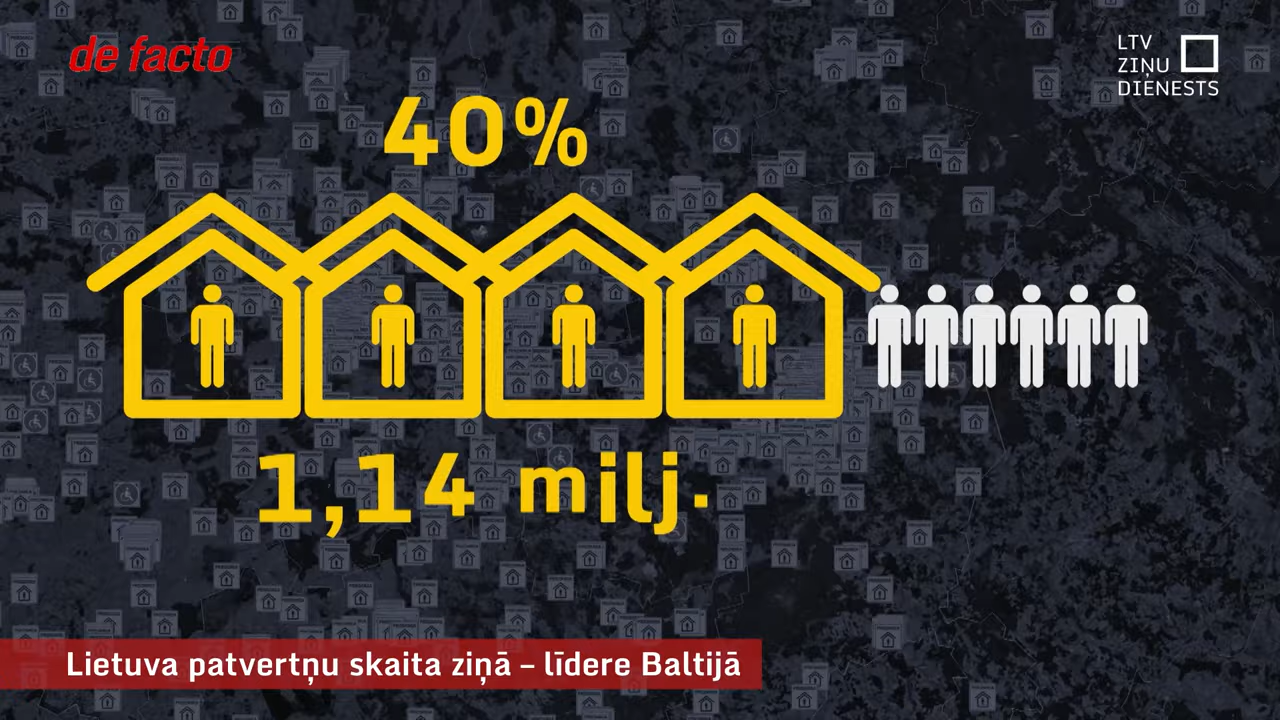 de facto
LTV
ZIŅU
DIENESTS
40%
1,14 milj.
Lietuva patvertņu skaita ziņā – līdere Baltijā